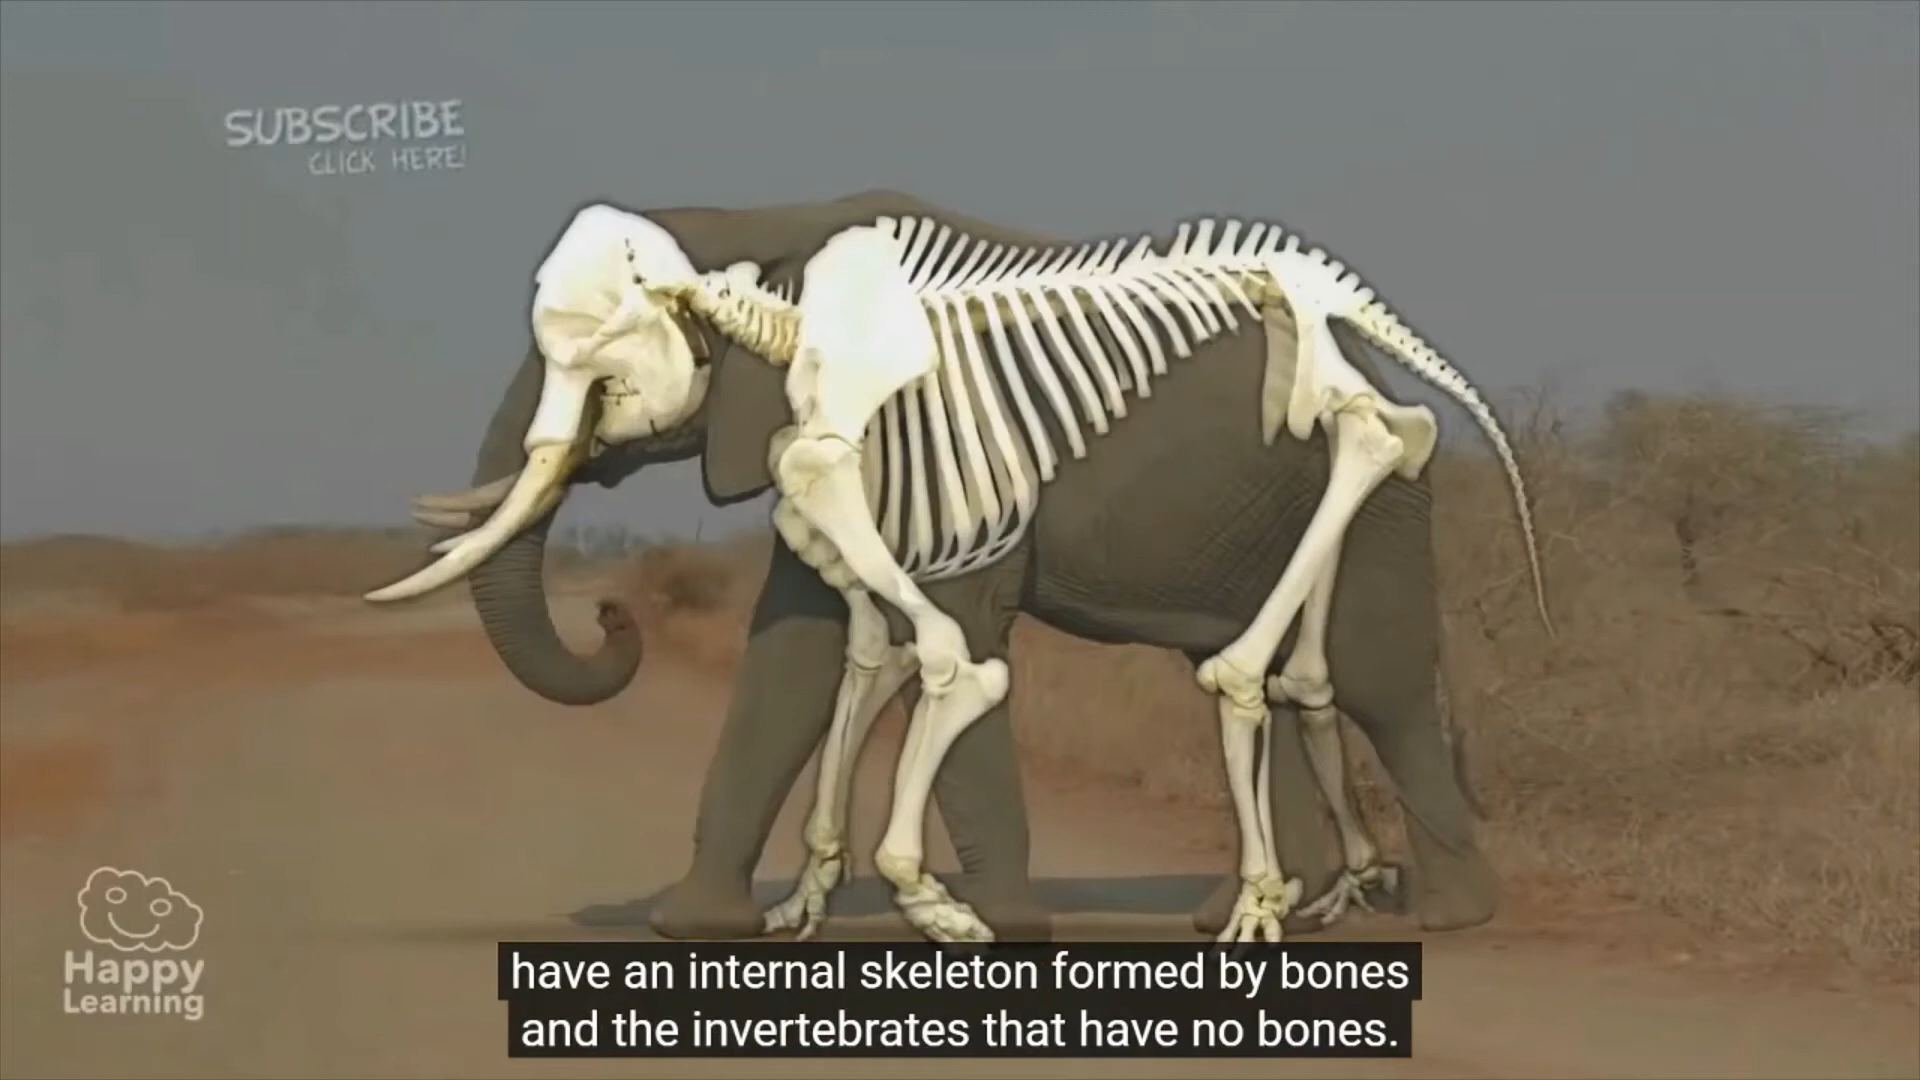 SUBSCRIBE
CLICK HERE!
Happy
Learning
have an internal skeleton formed by bones
and the invertebrates that have no bones.